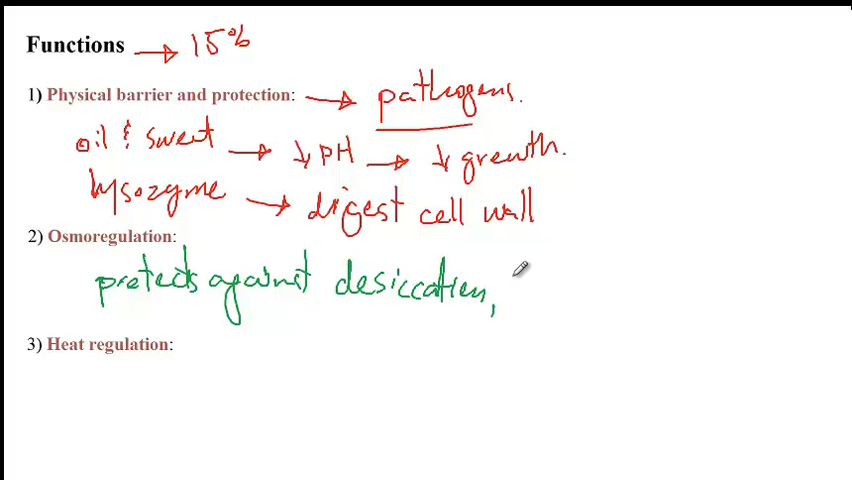 Functions → 15%
1) Physical barrier and protection: → pathogens.
oil & sweat → ↓ PH → ↓ growth.
lysozyme → digest cell wall
2) Osmoregulation:
protects against desiccation,
3) Heat regulation: